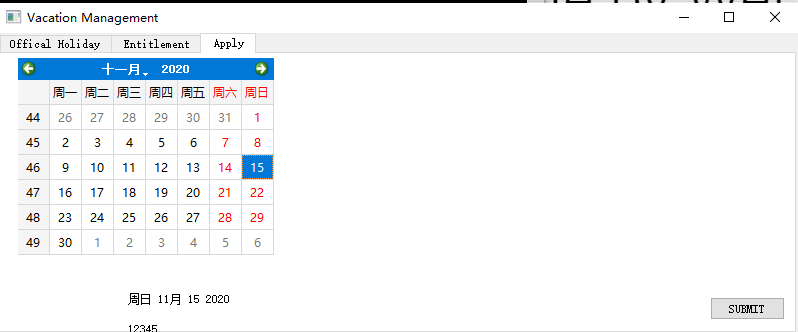 Vacation Management
Offical Holiday Entitlement Apply
十一月, 2020
周一 周二 周三 周四 周五 周六 周日
44 26 27 28 29 30 31 1
45 2 3 4 5 6 7 8
46 9 10 11 12 13 14 15
47 16 17 18 19 20 21 22
48 23 24 25 26 27 28 29
49 30 1 2 3 4 5 6
周日 11月 15 2020
SUBMIT
12345